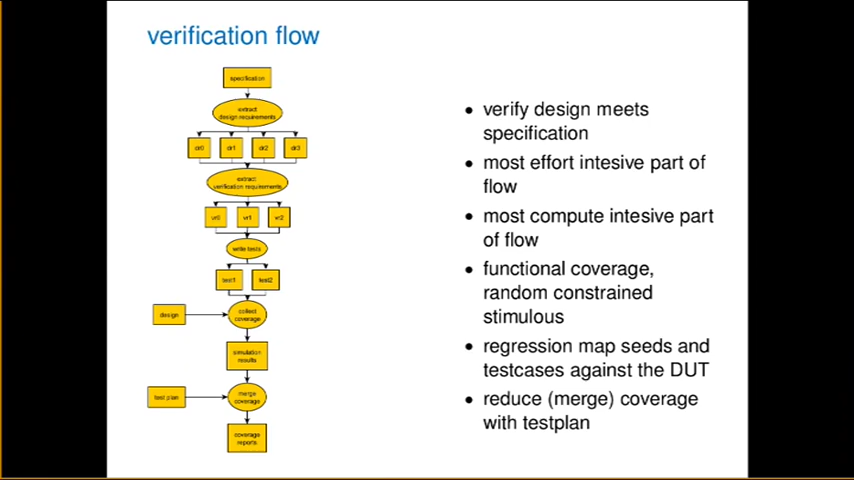 verification flow
specification
extract
design requirements
dr0 dr1 dr2 dr3
extract
verification requirements
vr0 vr1 vr2
write tests
test1 test2
design
collect
coverage
simulation
results
test plan
merge
coverage
coverage
reports
• verify design meets
specification
• most effort intesive part of
flow
• most compute intesive part
of flow
• functional coverage,
random constrained
stimulous
• regression map seeds and
testcases against the DUT
• reduce (merge) coverage
with testplan